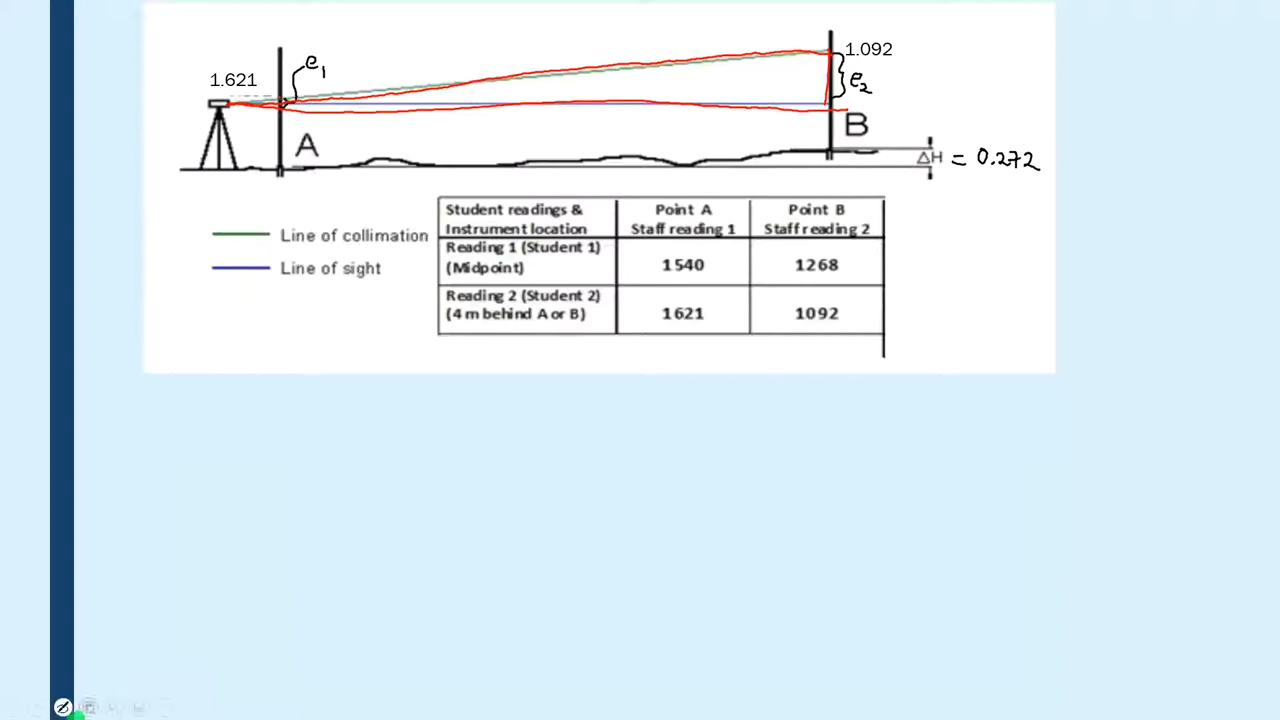 1.621
e1
1.092
e2
A
B
ΔH = 0.272
Line of collimation
Line of sight
Student readings & Instrument location
Point A Staff reading 1
Point B Staff reading 2
Reading 1 (Student 1) (Midpoint)
1540
1268
Reading 2 (Student 2) (4 m behind A or B)
1621
1092